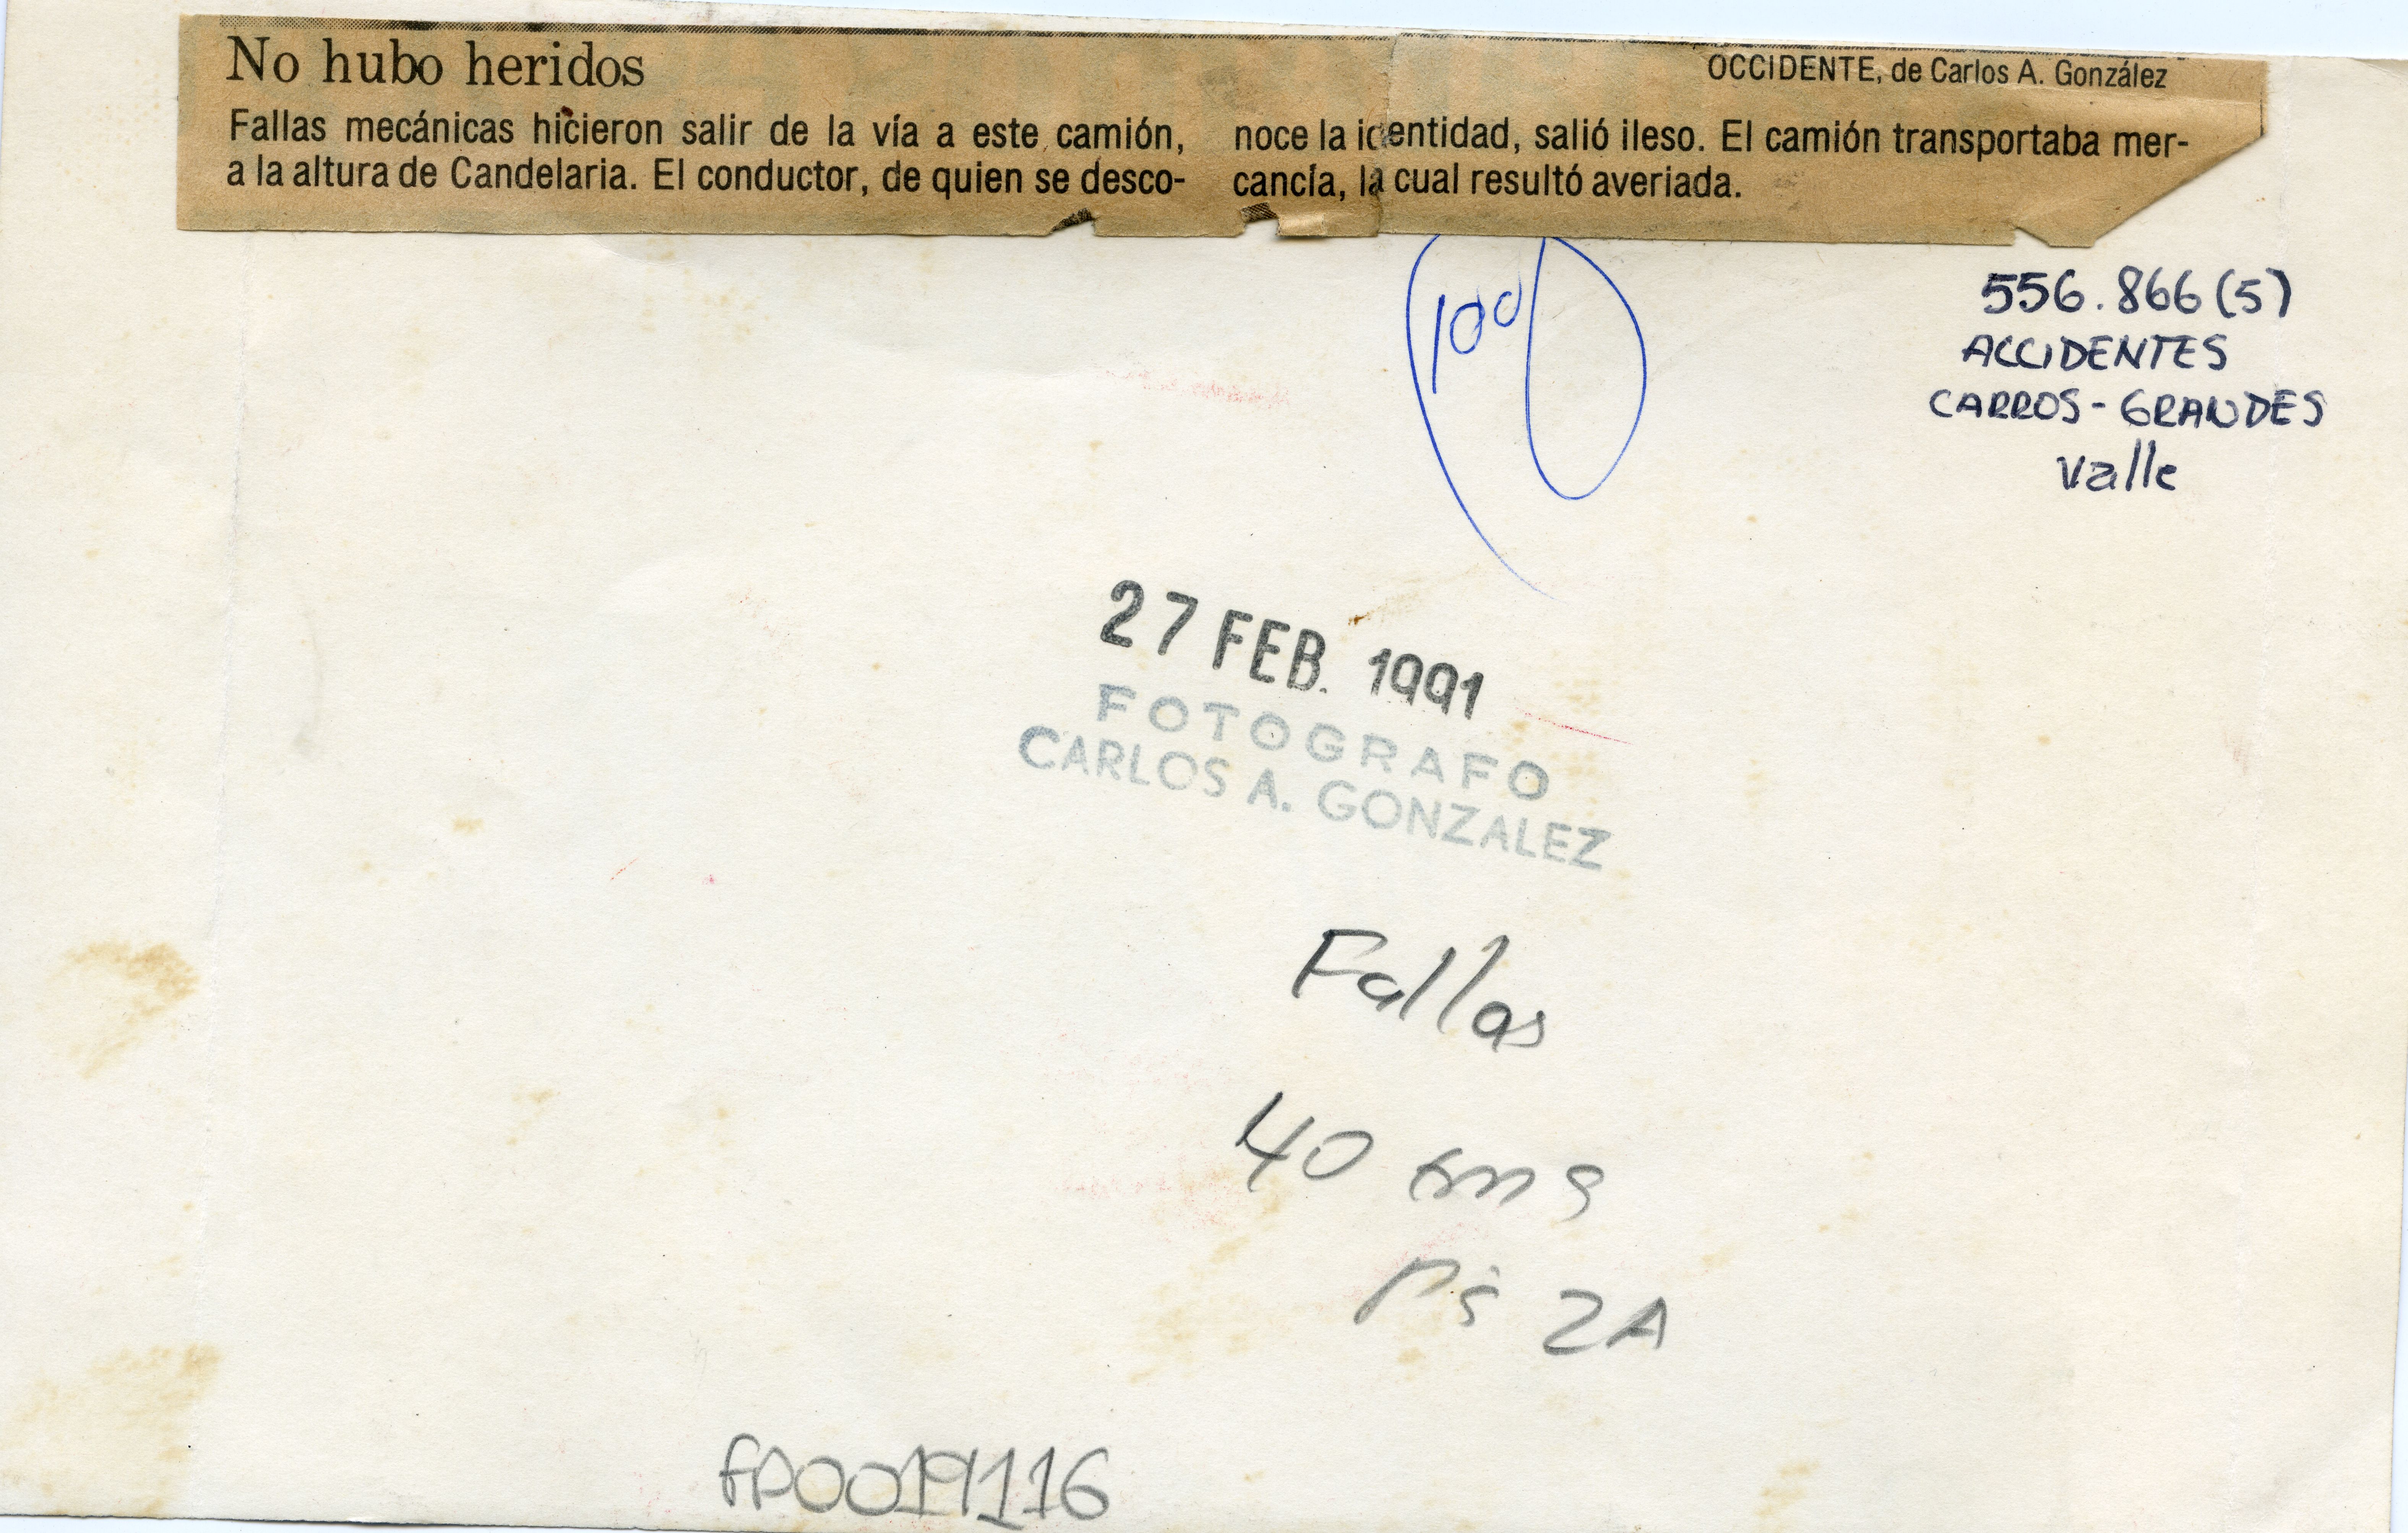 No hubo heridos
OCCIDENTE, de Carlos A. González
Fallas mecánicas hicieron salir de la vía a este camión,
a la altura de Candelaria. El conductor, de quien se desco-
noce la identidad, salió ileso. El camión transportaba mer-
cancía, la cual resultó averiada.
100
556.866(5)
ACCIDENTES
CARROS-GRANDES
Valle
27 FEB. 1991
FOTOGRAFO
CARLOS A. GONZALEZ
Fallas
40
2A
FP0019116